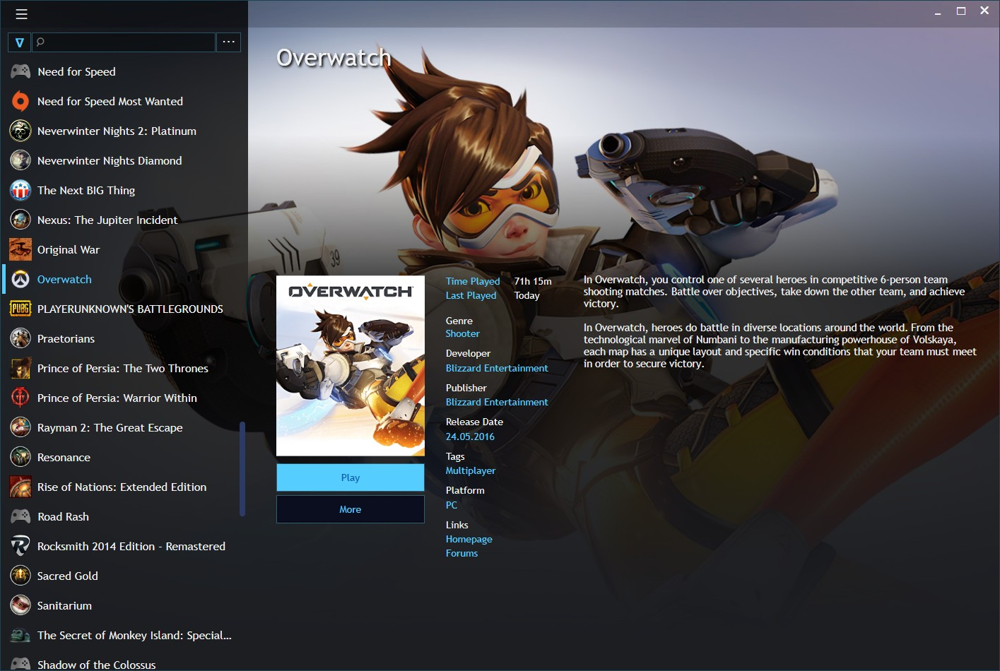 Overwatch
Need for Speed
Need for Speed Most Wanted
Neverwinter Nights 2: Platinum
Neverwinter Nights Diamond
The Next BIG Thing
Nexus: The Jupiter Incident
Original War
Overwatch
PUBG
PLAYERUNKNOWN'S BATTLEGROUNDS
Praetorians
Prince of Persia: The Two Thrones
Prince of Persia: Warrior Within
Rayman 2: The Great Escape
Resonance
Rise of Nations: Extended Edition
Road Rash
Rocksmith 2014 Edition - Remastered
Sacred Gold
Sanitarium
The Secret of Monkey Island: Special...
Shadow of the Colossus
39
OVERWATCH
Play
More
Time Played 71h 15m
Last Played Today
Genre
Shooter
Developer
Blizzard Entertainment
Publisher
Blizzard Entertainment
Release Date
24.05.2016
Tags
Multiplayer
Platform
PC
Links
Homepage
Forums
In Overwatch, you control one of several heroes in competitive 6-person team
shooting matches. Battle over objectives, take down the other team, and achieve
victory.
In Overwatch, heroes do battle in diverse locations around the world. From the
technological marvel of Numbani to the manufacturing powerhouse of Volskaya,
each map has a unique layout and specific win conditions that your team must meet
in order to secure victory.